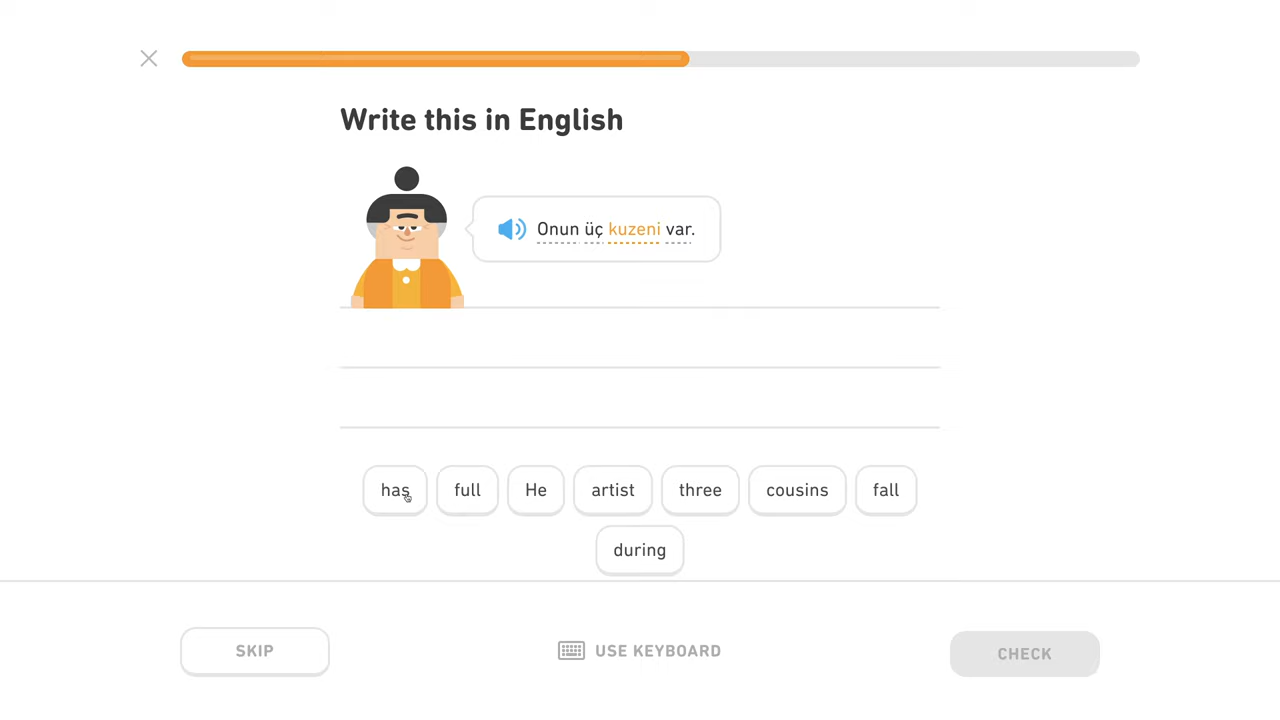 Write this in English
Onun üç kuzeni var.
has full He artist three cousins fall
during
SKIP USE KEYBOARD CHECK